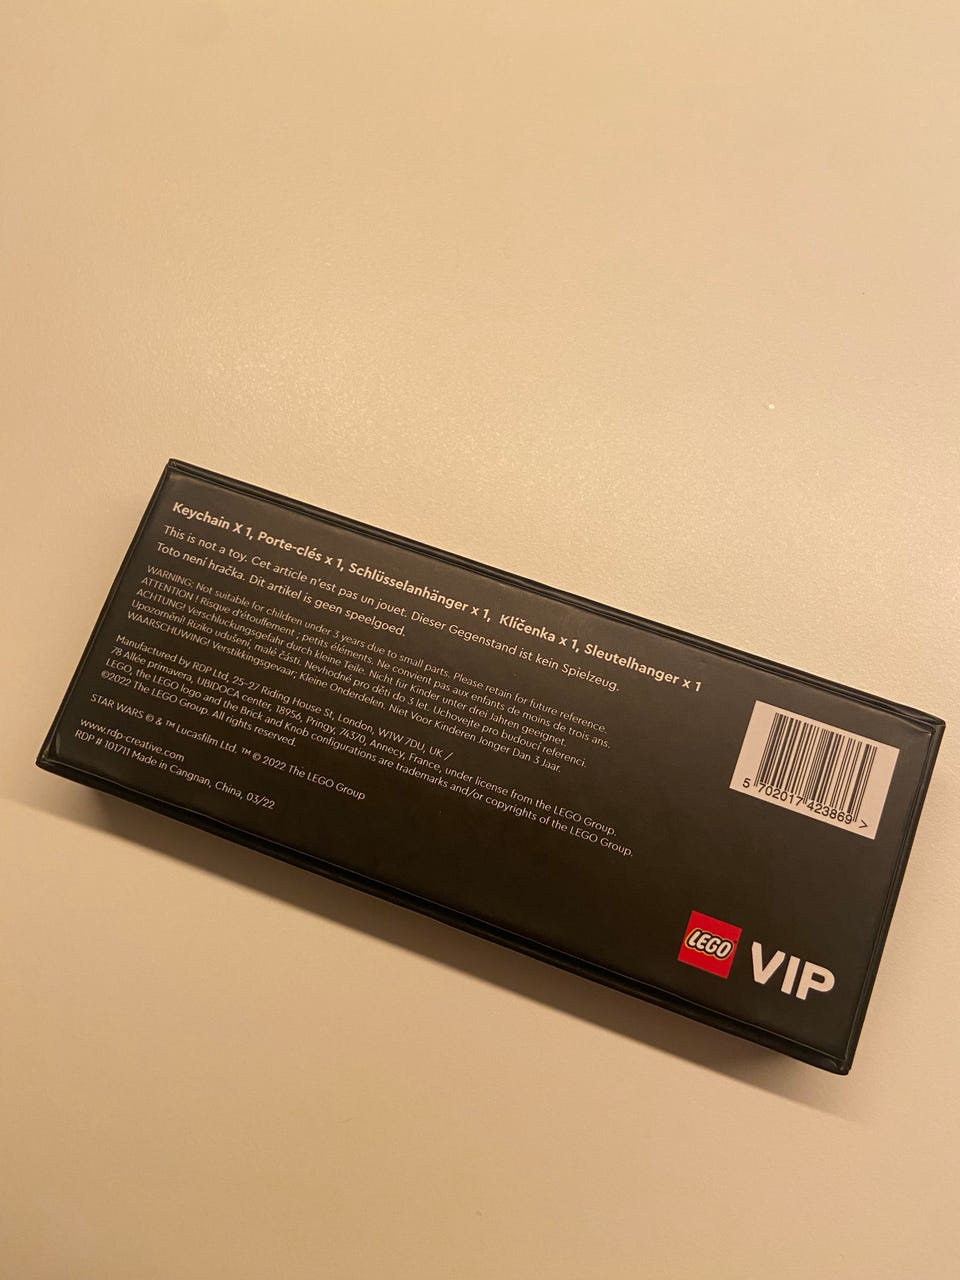 Keychain X 1, Porte-clés x 1, Schlüsselanhänger x 1, Klíčenka x 1, Sleutelhanger x 1
This is not a toy. Cet article n'est pas un jouet. Dieser Gegenstand ist kein Spielzeug.
Toto není hračka. Dit artikel is geen speelgoed.
WARNING: Not suitable for children under 3 years due to small parts. Please retain for future reference.
ATTENTION ! Risque d'étouffement ; petits éléments. Ne convient pas aux enfants de moins de trois ans.
ACHTUNG! Verschluckungsgefahr durch kleine Teile. Nicht für Kinder unter drei Jahren geeignet.
Upozornění! Riziko udušení, malé části. Nevhodné pro děti do 3 let. Uchovejte pro budoucí referenci.
WAARSCHUWING! Verstikkingsgevaar; Kleine Onderdelen. Niet Voor Kinderen Jonger Dan 3 Jaar.
Manufactured by RDP Ltd, 25-27 Riding House St, London, W1W 7DU, UK /
78 Allée primavera, UBIDOCA center, 18956, Pringy, 74370, Annecy, France, under license from the LEGO Group.
LEGO, the LEGO logo and the Brick and Knob configurations are trademarks and/or copyrights of the LEGO Group.
©2022 The LEGO Group. All rights reserved.
STAR WARS © & ™ Lucasfilm Ltd. ™ © 2022 The LEGO Group
www.rdp-creative.com
RDP # 101711 Made in Cangnan, China, 03/22
5 702017 423869 >
LEGO VIP